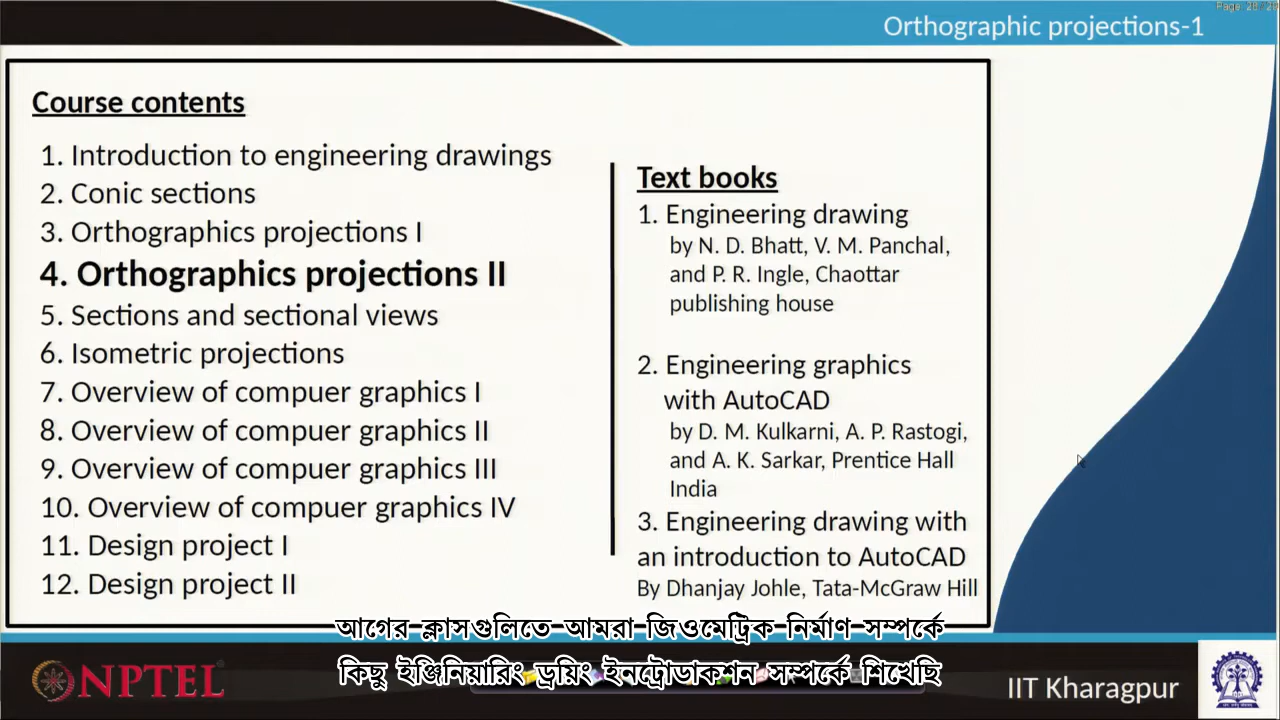 Page: 28 / 28
Orthographic projections-1
Course contents
1. Introduction to engineering drawings
2. Conic sections
3. Orthographics projections I
4. Orthographics projections II
5. Sections and sectional views
6. Isometric projections
7. Overview of compuer graphics I
8. Overview of compuer graphics II
9. Overview of compuer graphics III
10. Overview of compuer graphics IV
11. Design project I
12. Design project II
Text books
1. Engineering drawing
by N. D. Bhatt, V. M. Panchal,
and P. R. Ingle, Chaottar
publishing house
2. Engineering graphics
with AutoCAD
by D. M. Kulkarni, A. P. Rastogi,
and A. K. Sarkar, Prentice Hall
India
3. Engineering drawing with
an introduction to AutoCAD
By Dhanjay Johle, Tata-McGraw Hill
আগের ক্লাসগুলিতে আমরা জিওমেট্রিক নির্মাণ সম্পর্কে
কিছু ইঞ্জিনিয়ারিং ড্রয়িং ইনট্রোডাকশন সম্পর্কে শিখেছি
NPTEL
IIT Kharagpur